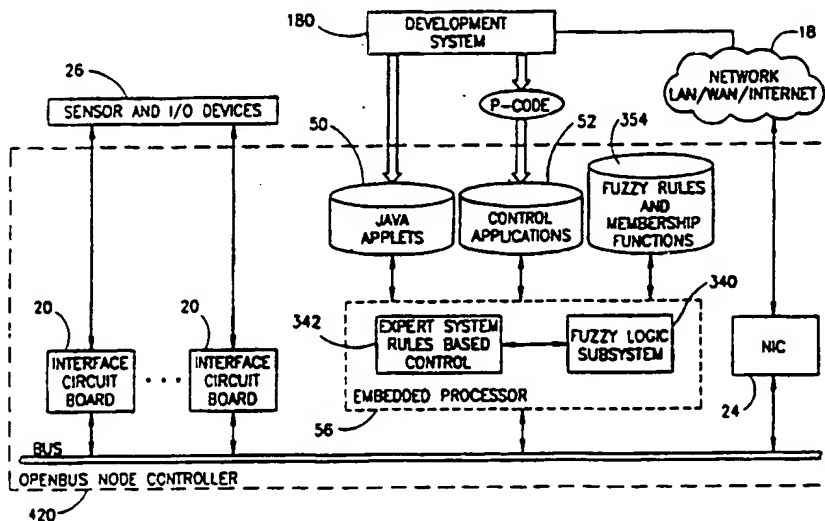 180
DEVELOPMENT
SYSTEM
18
NETWORK
LAN/WAN/INTERNET
26
SENSOR AND I/O DEVICES
P-CODE
50
52
354
JAVA
APPLETS
CONTROL
APPLICATIONS
FUZZY RULES
AND
MEMBERSHIP
FUNCTIONS
20
INTERFACE
CIRCUIT
BOARD
...
20
INTERFACE
CIRCUIT
BOARD
342
EXPERT SYSTEM
RULES BASED
CONTROL
340
FUZZY LOGIC
SUBSYSTEM
EMBEDDED PROCESSOR
56
NIC
24
BUS
OPENBUS NODE CONTROLLER
420